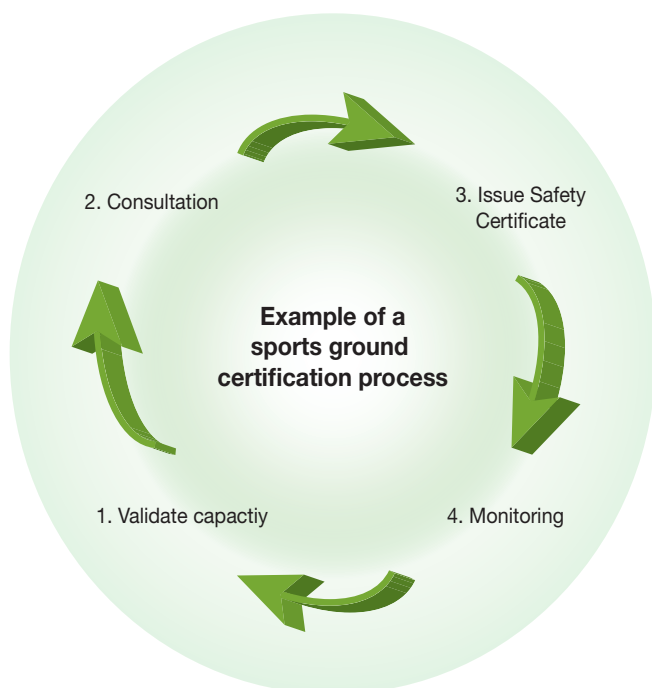 2. Consultation
3. Issue Safety
Certificate
Example of a
sports ground
certification process
1. Validate capactiy
4. Monitoring